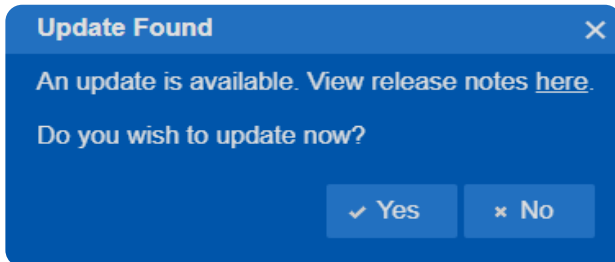 Update Found
An update is available. View release notes here.
Do you wish to update now?
Yes No